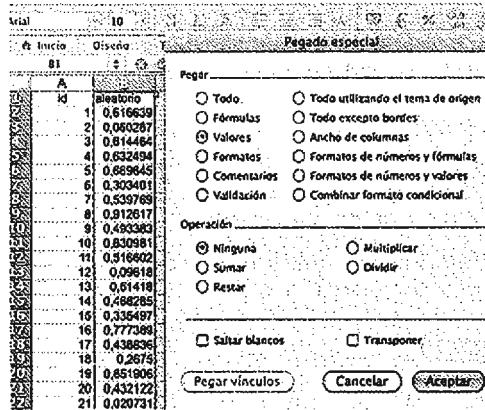 Arial 10
Inicio Diseño
B1
A
id aleatorio
1 0,616639
2 0,060287
3 0,614464
4 0,632494
5 0,689645
6 0,303401
7 0,539769
8 0,912617
9 0,493383
10 0,830981
11 0,516602
12 0,09618
13 0,61418
14 0,468285
15 0,335497
16 0,777389
17 0,438836
18 0,2675
19 0,851906
20 0,432122
21 0,020731
Pegado especial
Pegar
Todo Todo utilizando el tema de origen
Fórmulas Todo excepto bordes
Valores Ancho de columnas
Formatos Formatos de números y fórmulas
Comentarios Formatos de números y valores
Validación Combinar formato condicional
Operación
Ninguna Multiplicar
Sumar Dividir
Restar
Saltar blancos Transponer
Pegar vínculos Cancelar Aceptar